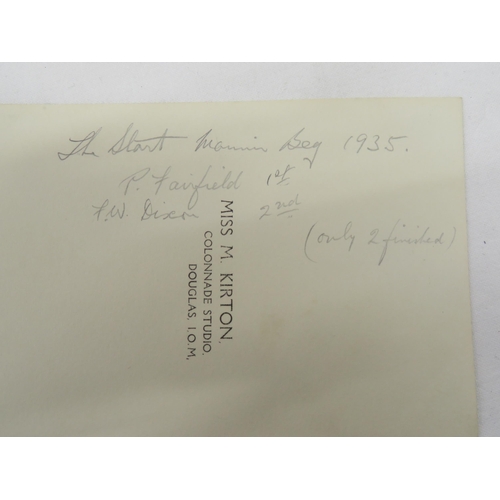 The Start Mannin Beg 1935.
P. Fairfield 1st.
F.W. Dixon 2nd
(only 2 finished)
MISS M. KIRTON.
COLONNADE STUDIO,
DOUGLAS, I.O.M,